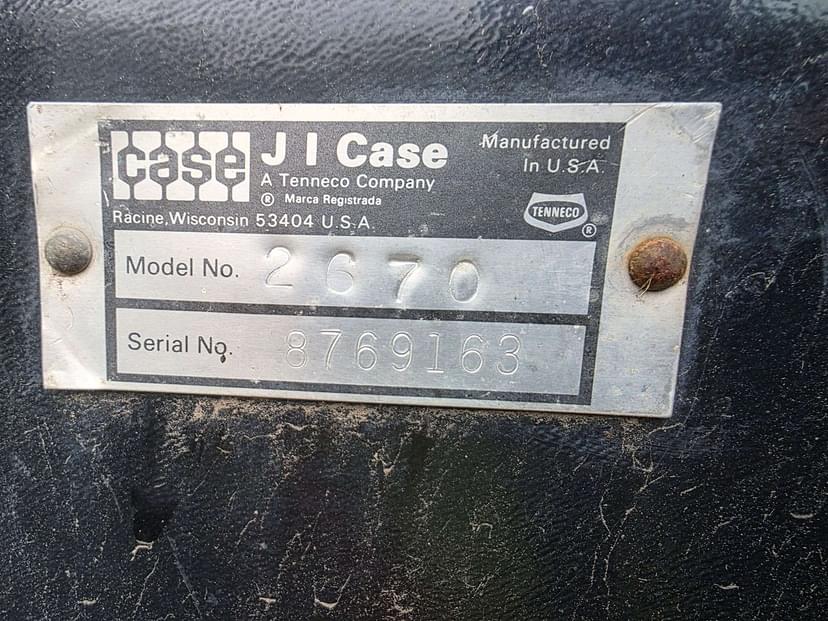 case J I Case
A Tenneco Company
® Marca Registrada
Racine, Wisconsin 53404 U.S.A.
Manufactured
In U.S.A.
TENNECO ®
Model No. 2670
Serial No. 8769163